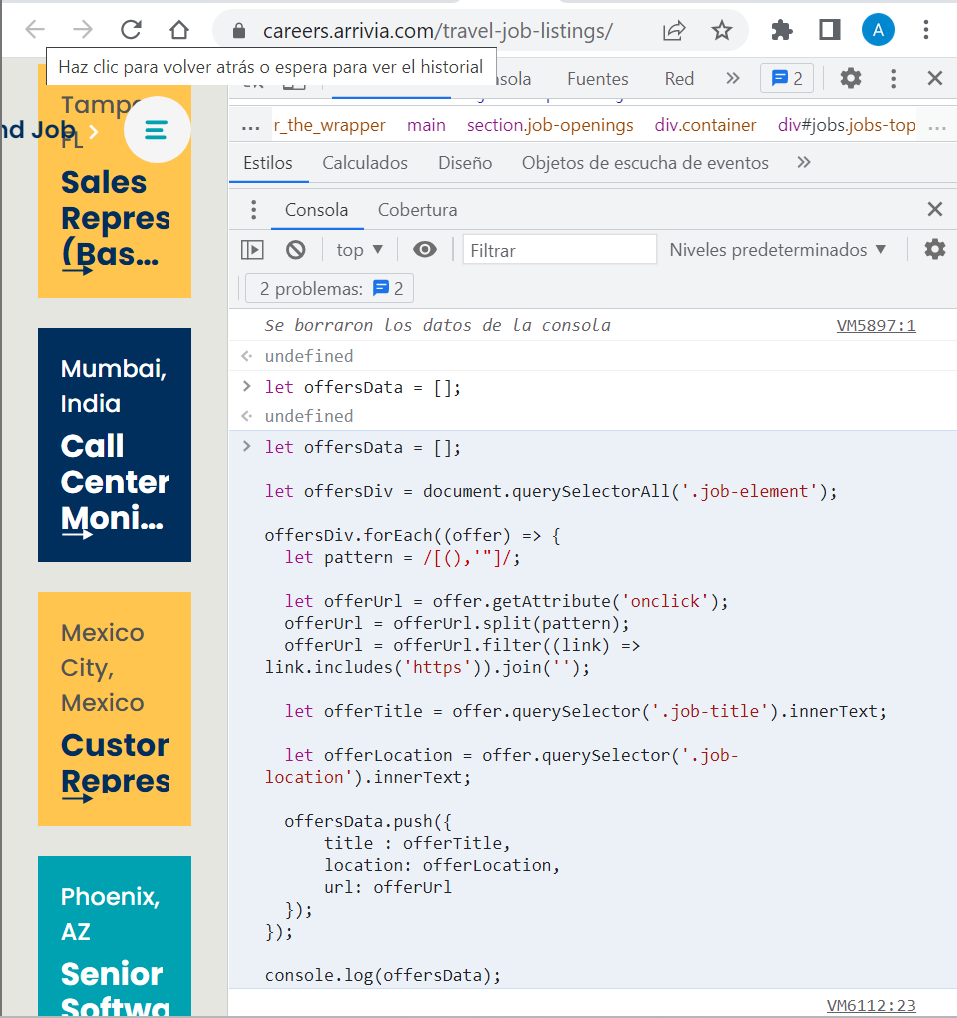 careers.arrivia.com/travel-job-listings/
A
Haz clic para volver atrás o espera para ver el historial
Fuentes
Red
2
r_the_wrapper main section.job-openings div.container div#jobs.jobs-top
Estilos Calculados Diseño Objetos de escucha de eventos
Consola Cobertura
top
Filtrar
Niveles predeterminados
2 problemas: 2
Se borraron los datos de la consola VM5897:1
undefined
let offersData = [];
undefined
let offersData = [];
let offersDiv = document.querySelectorAll('.job-element');
offersDiv.forEach((offer) => {
let pattern = /[(),'"]/;
let offerUrl = offer.getAttribute('onclick');
offerUrl = offerUrl.split(pattern);
offerUrl = offerUrl.filter((link) =>
link.includes('https')).join('');
let offerTitle = offer.querySelector('.job-title').innerText;
let offerLocation = offer.querySelector('.job-
location').innerText;
offersData.push({
title : offerTitle,
location: offerLocation,
url: offerUrl
});
});
console.log(offersData);
VM6112:23
Tampa
nd Job
FL
Sales
Repres
(Bas...
Mumbai,
India
Call
Center
Moni...
Mexico
City,
Mexico
Custor
Repres
Phoenix,
AZ
Senior
Softwa